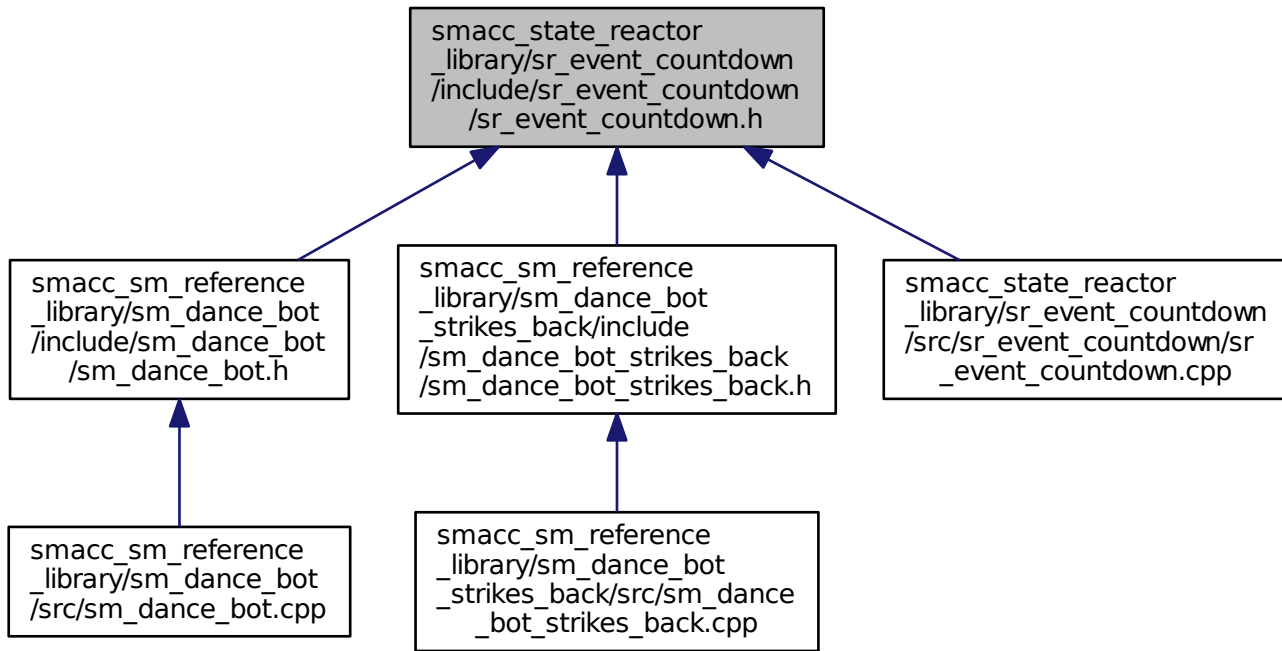 smacc_state_reactor
_library/sr_event_countdown
/include/sr_event_countdown
/sr_event_countdown.h
smacc_sm_reference
_library/sm_dance_bot
/include/sm_dance_bot
/sm_dance_bot.h
smacc_sm_reference
_library/sm_dance_bot
_strikes_back/include
/sm_dance_bot_strikes_back
/sm_dance_bot_strikes_back.h
smacc_state_reactor
_library/sr_event_countdown
/src/sr_event_countdown/sr
_event_countdown.cpp
smacc_sm_reference
_library/sm_dance_bot
/src/sm_dance_bot.cpp
smacc_sm_reference
_library/sm_dance_bot
_strikes_back/src/sm_dance
_bot_strikes_back.cpp